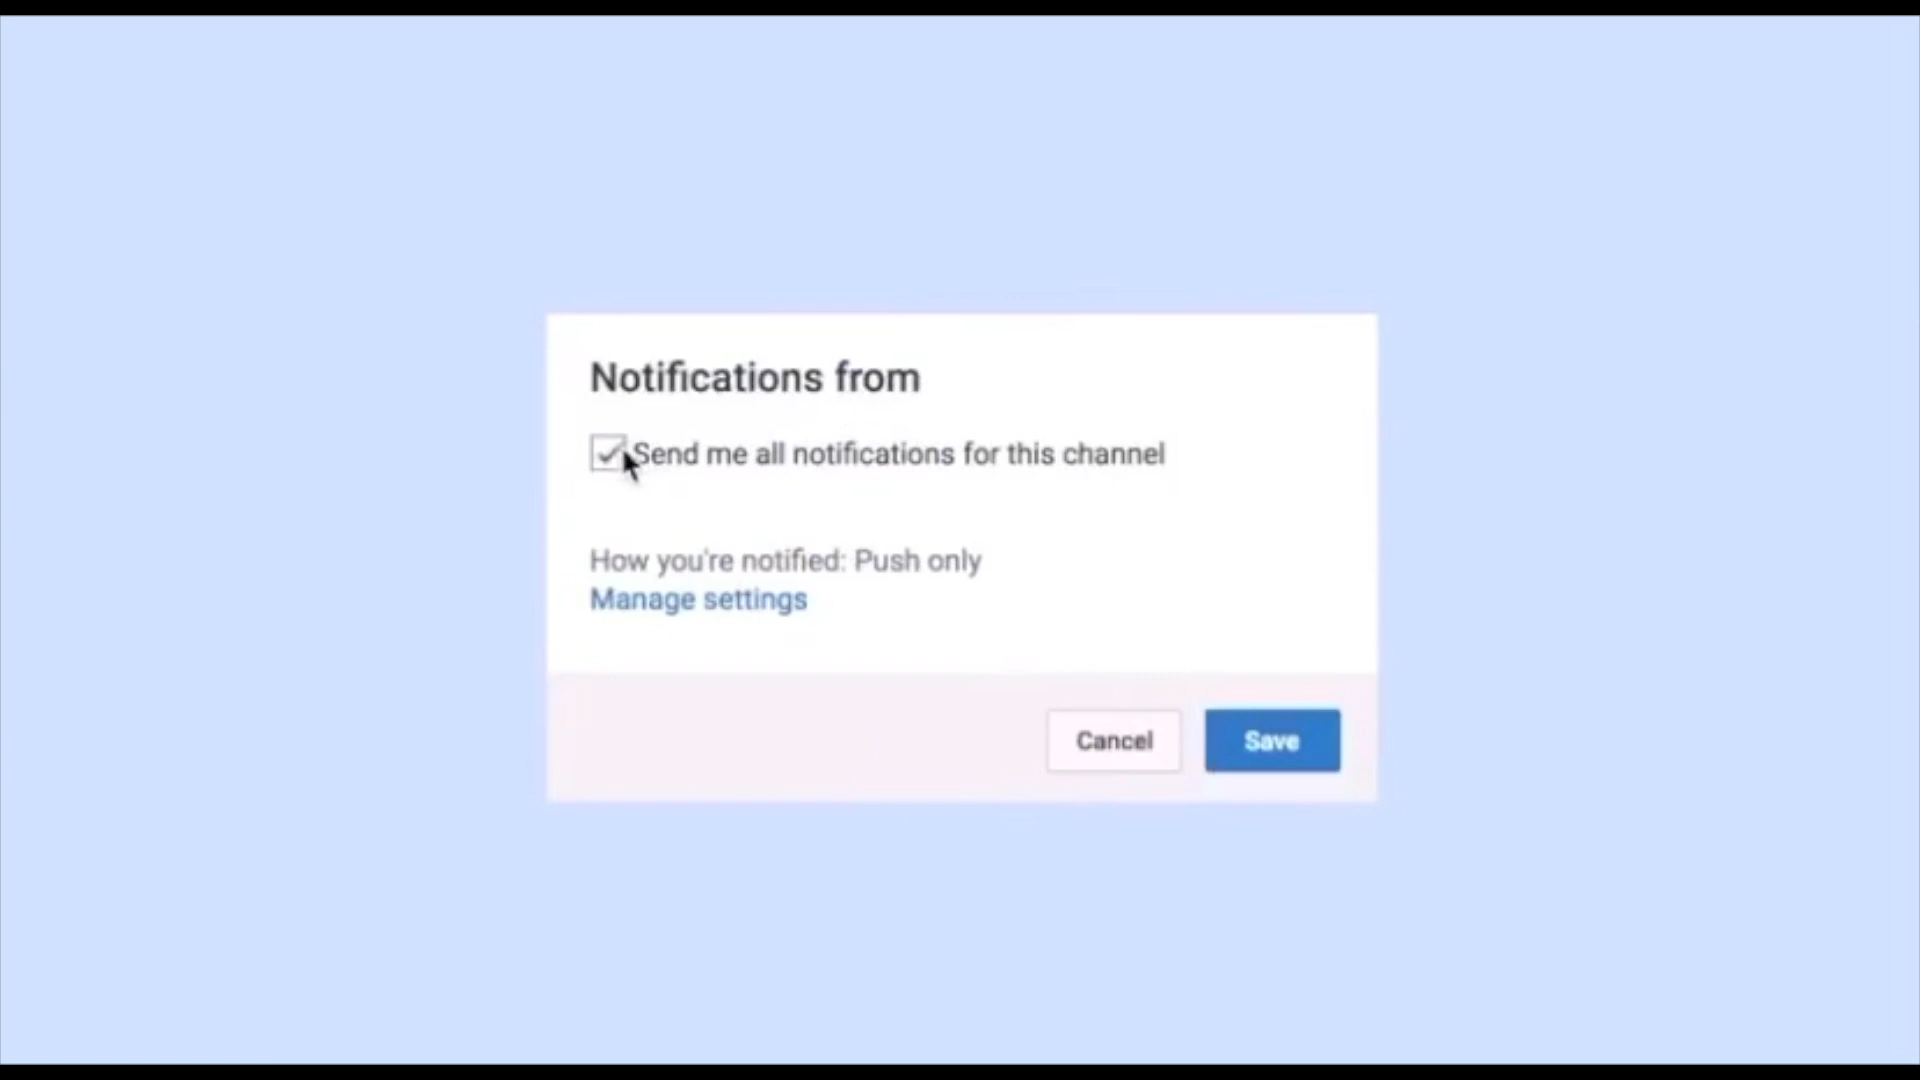 Notifications from
Send me all notifications for this channel
How you're notified: Push only
Manage settings
Cancel
Save